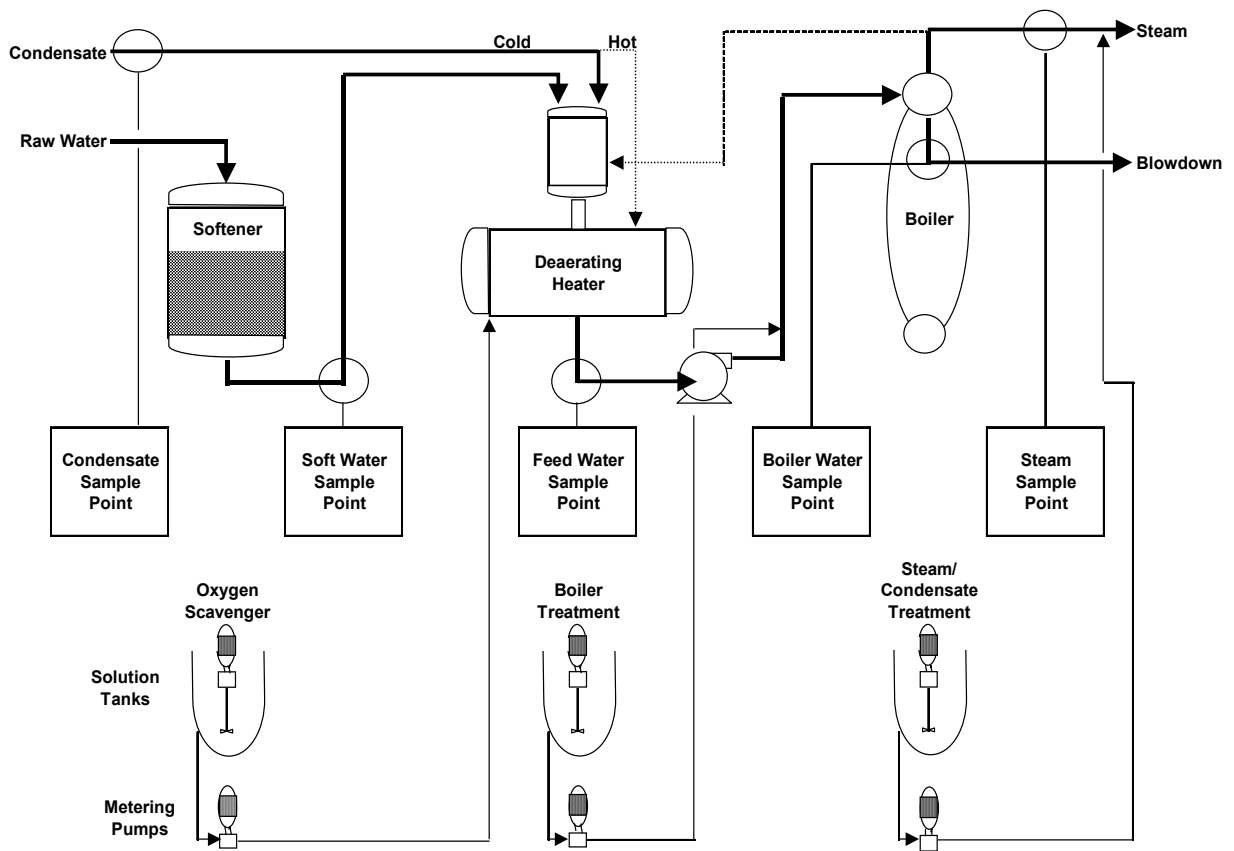 Condensate
Cold
Hot
Steam
Raw Water
Blowdown
Softener
Boiler
Deaerating
Heater
Condensate
Sample
Point
Soft Water
Sample
Point
Feed Water
Sample
Point
Boiler Water
Sample
Point
Steam
Sample
Point
Oxygen
Scavenger
Boiler
Treatment
Steam/
Condensate
Treatment
Solution
Tanks
Metering
Pumps